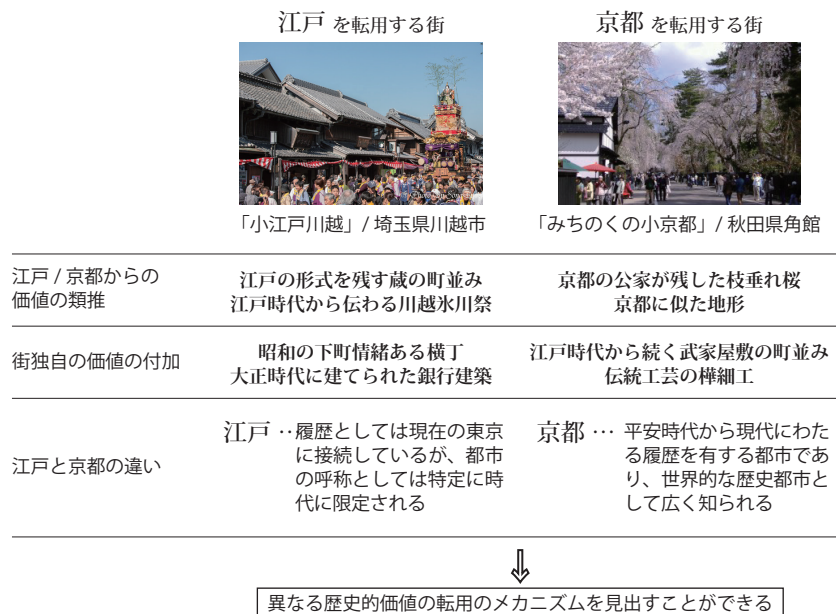 江戸 を転用する街
京都 を転用する街
「小江戸川越」/ 埼玉県川越市
「みちのくの小京都」/ 秋田県角館
江戸 / 京都からの
価値の類推
江戸の形式を残す蔵の町並み
江戸時代から伝わる川越氷川祭
京都の公家が残した枝垂れ桜
京都に似た地形
街独自の価値の付加
昭和の下町情緒ある横丁
大正時代に建てられた銀行建築
江戸時代から続く武家屋敷の町並み
伝統工芸の樺細工
江戸と京都の違い
江戸 ‥ 履歴としては現在の東京
に接続しているが、都市
の呼称としては特定に時
代に限定される
京都 … 平安時代から現代にわた
る履歴を有する都市であ
り、世界的な歴史都市と
して広く知られる
⇓
異なる歴史的価値の転用のメカニズムを見出すことができる